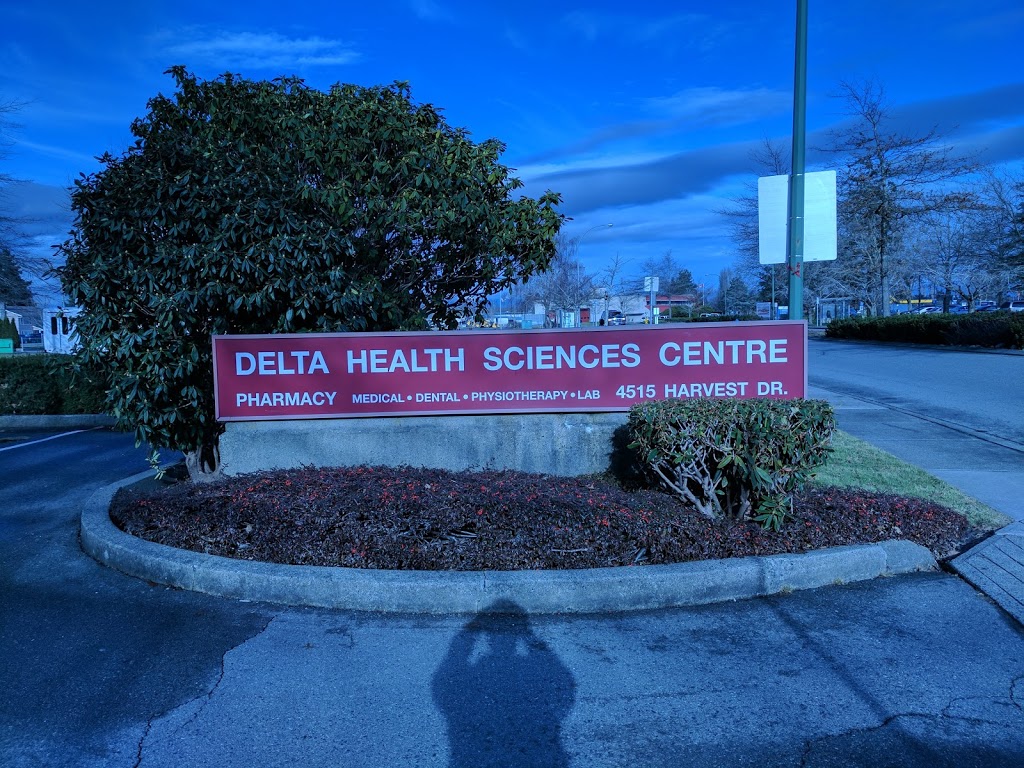 DELTA HEALTH SCIENCES CENTRE
PHARMACY MEDICAL • DENTAL • PHYSIOTHERAPY • LAB 4515 HARVEST DR.